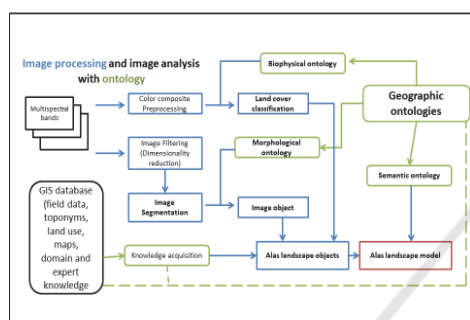 Image processing and image analysis
with ontology
Multispectral
bands
Color composite
Preprocessing
Land cover
classification
Biophysical ontology
Geographic
ontologies
Image Filtering
(Dimensionality
reduction)
Morphological
ontology
Semantic ontology
Image
Segmentation
Image object
GIS database
(field data,
toponyms,
land use,
maps,
domain and
expert
knowledge
Knowledge acquisition
Alas landscape objects
Alas landscape model